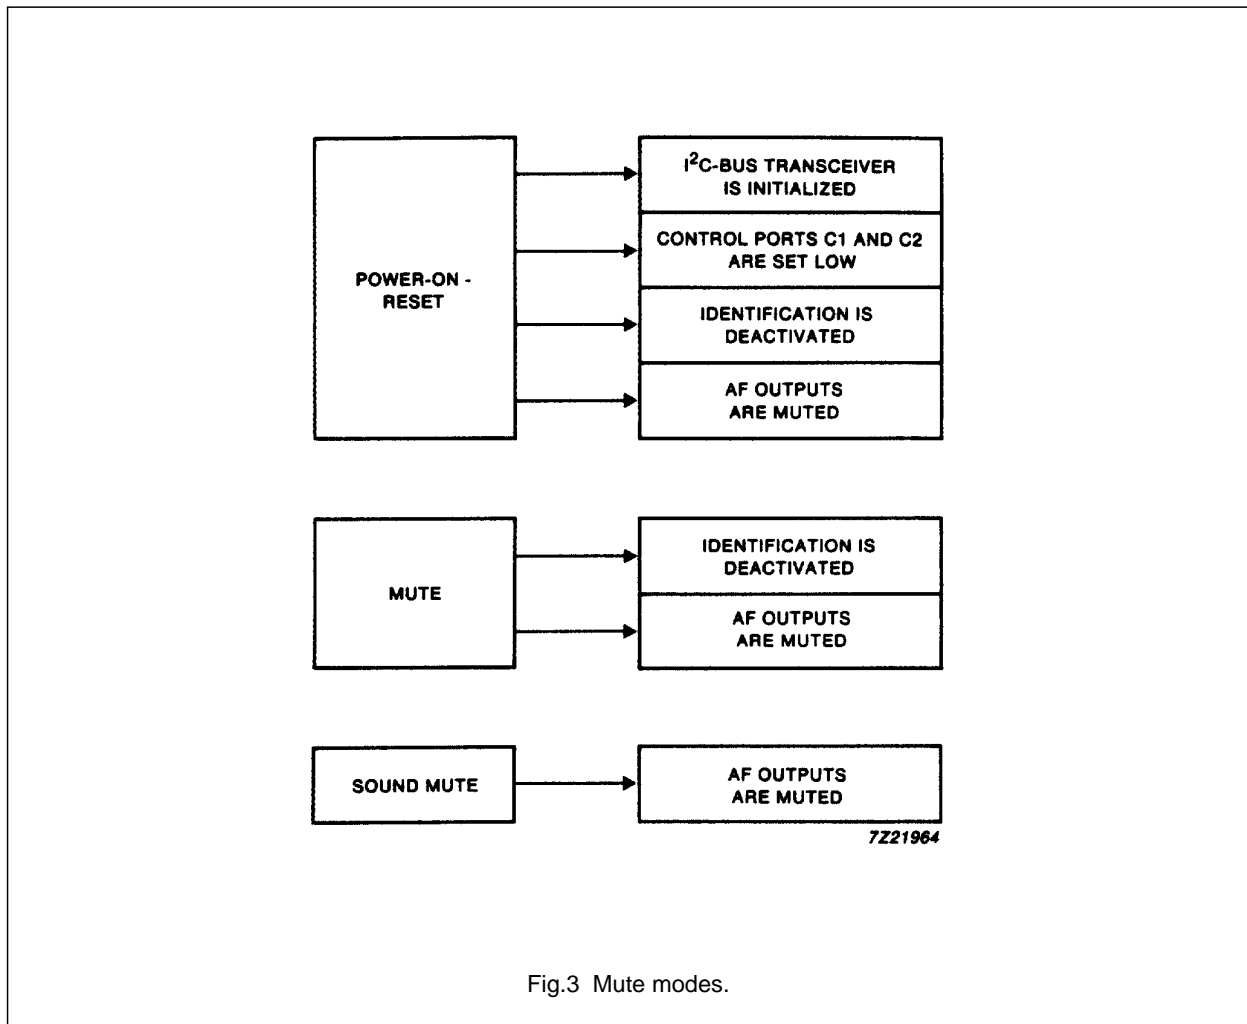 POWER-ON -
RESET
I²C-BUS TRANSCEIVER
IS INITIALIZED
CONTROL PORTS C1 AND C2
ARE SET LOW
IDENTIFICATION IS
DEACTIVATED
AF OUTPUTS
ARE MUTED
MUTE
IDENTIFICATION IS
DEACTIVATED
AF OUTPUTS
ARE MUTED
SOUND MUTE
AF OUTPUTS
ARE MUTED
7Z21964
Fig.3 Mute modes.